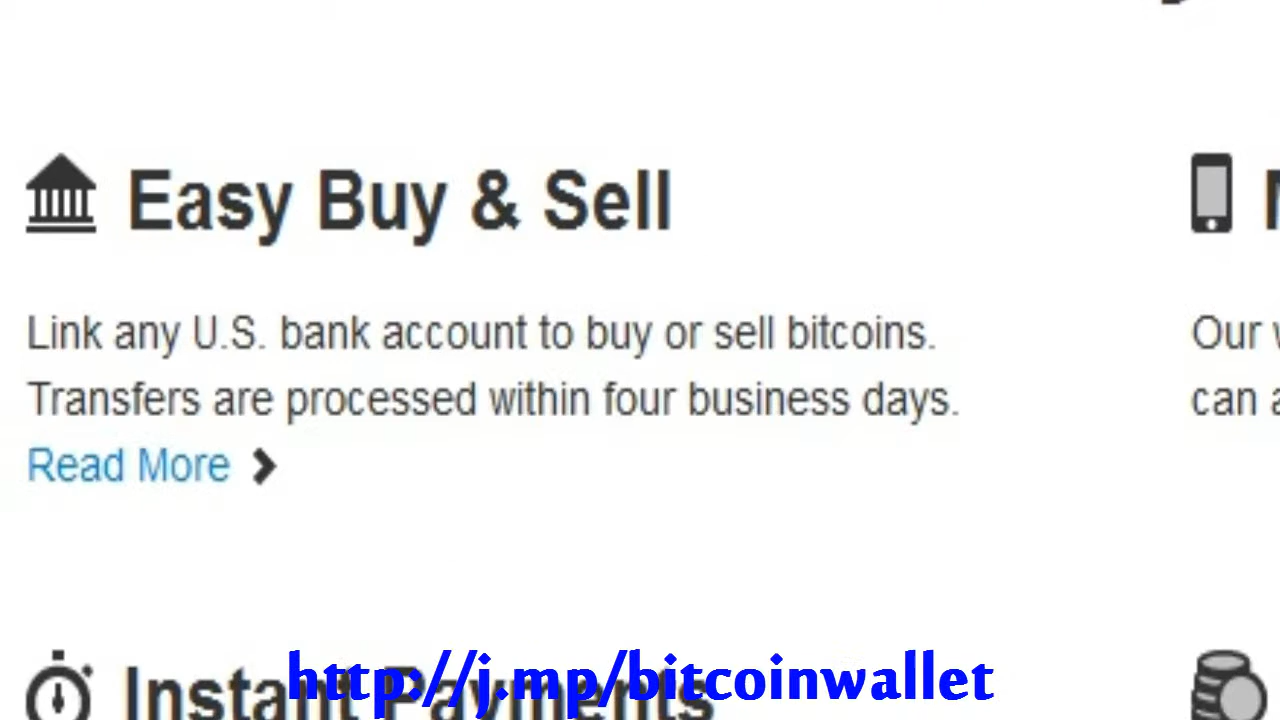 Easy Buy & Sell
Link any U.S. bank account to buy or sell bitcoins.
Transfers are processed within four business days.
Read More
Our
can
Instant Payments
http://j.mp/bitcoinwallet